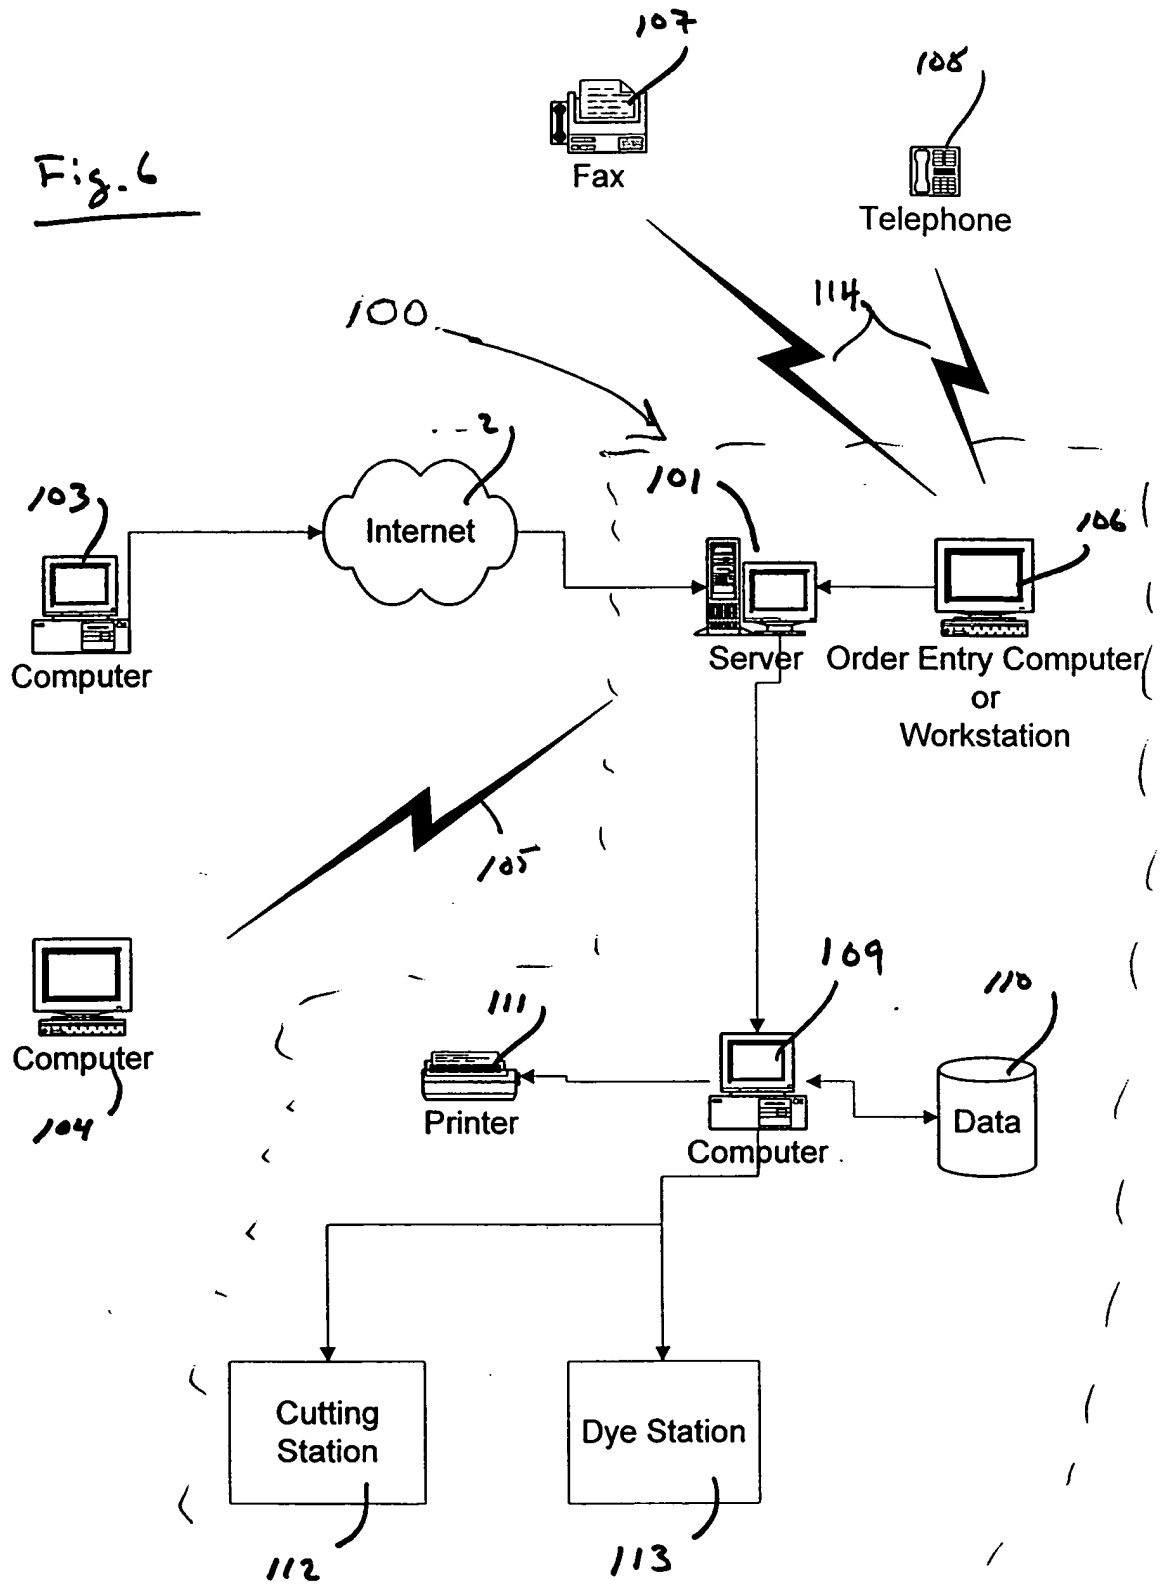 107
108
Fax
Fig. 6
Telephone
114
100
2
101
103
Internet
106
Server
Order Entry Computer
or
Workstation
Computer
105
109
110
111
Computer
104
Printer
Data
Computer
Cutting
Station
Dye Station
112
113